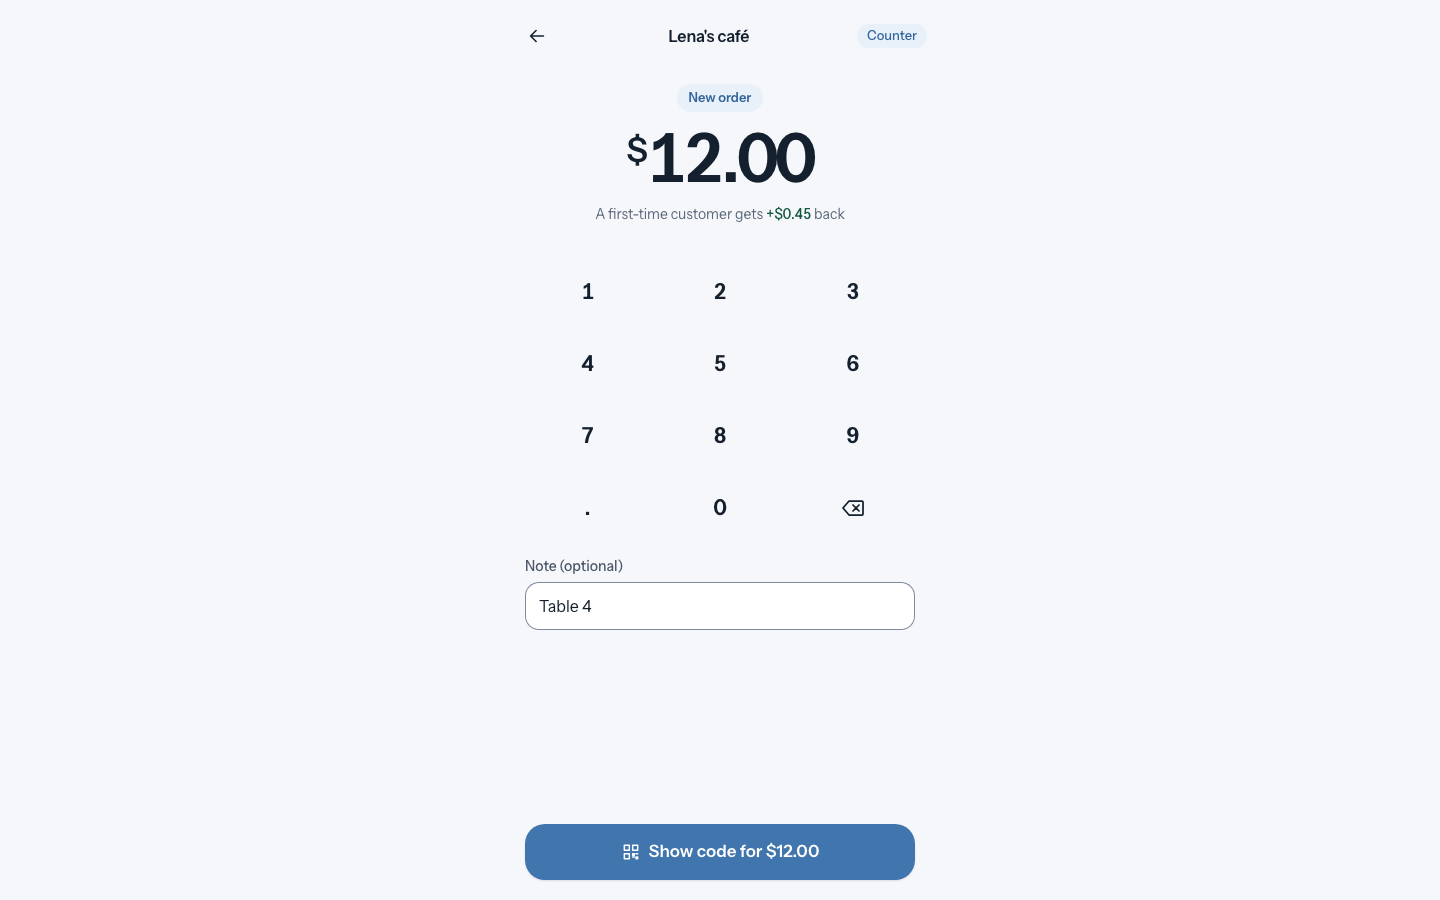 Lena's café
Counter
New order
$12.00
A first-time customer gets +$0.45 back
1 2 3
4 5 6
7 8 9
. 0
Note (optional)
Table 4
Show code for $12.00